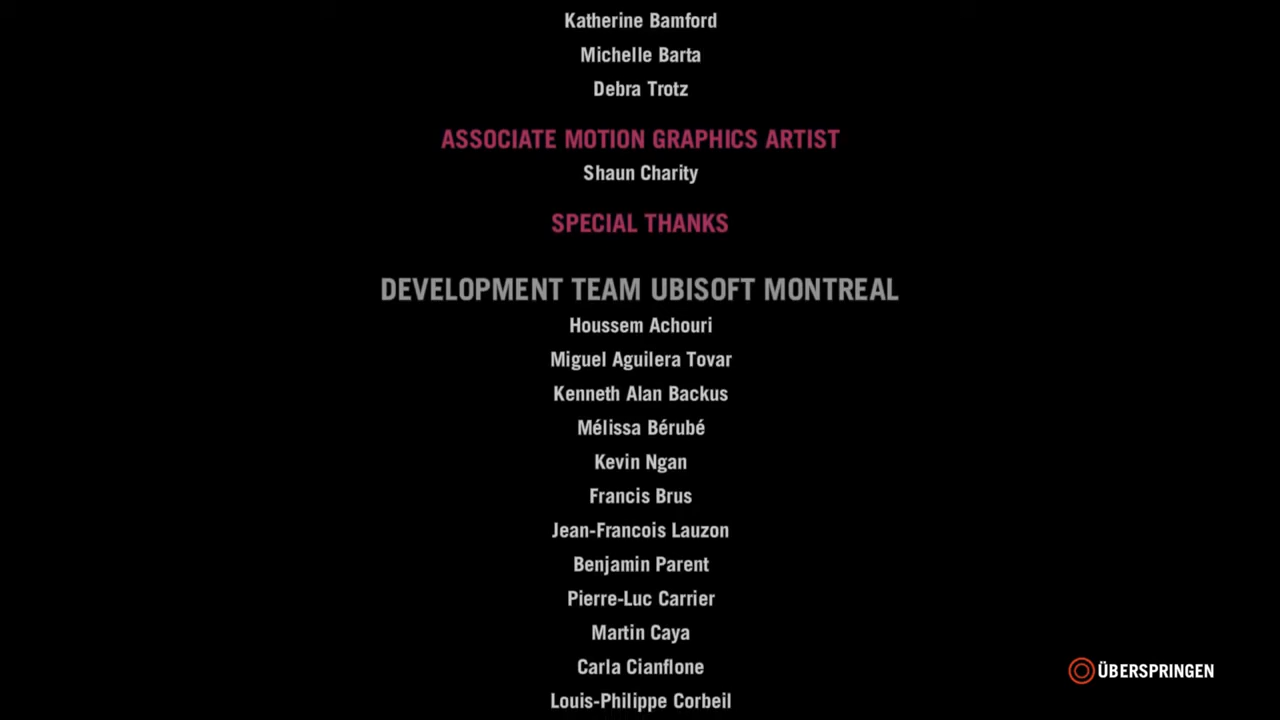 Katherine Bamford
Michelle Barta
Debra Trotz
ASSOCIATE MOTION GRAPHICS ARTIST
Shaun Charity
SPECIAL THANKS
DEVELOPMENT TEAM UBISOFT MONTREAL
Houssem Achouri
Miguel Aguilera Tovar
Kenneth Alan Backus
Mélissa Bérubé
Kevin Ngan
Francis Brus
Jean-Francois Lauzon
Benjamin Parent
Pierre-Luc Carrier
Martin Caya
Carla Cianflone
Louis-Philippe Corbeil
ÜBERSPRINGEN